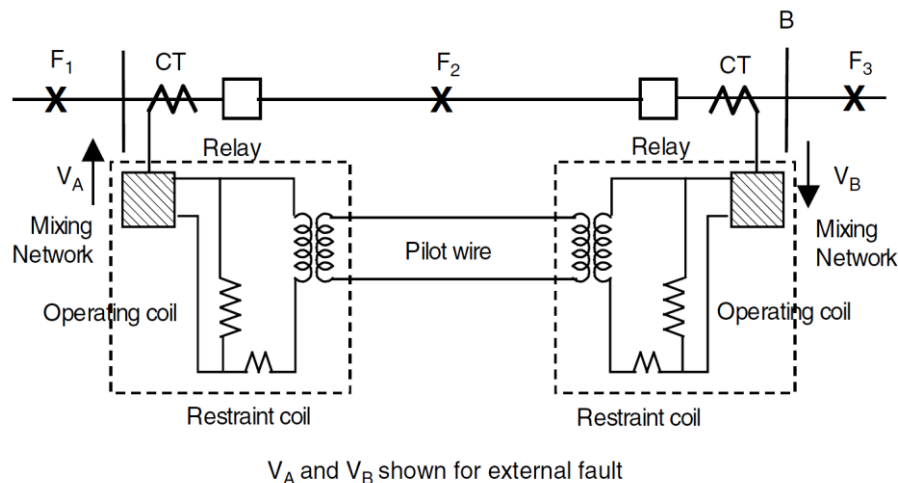 B
F1
CT
F2
CT
F3
Relay
Relay
VA
VB
Mixing
Network
Pilot wire
Mixing
Network
Operating coil
Operating coil
Restraint coil
Restraint coil
VA and VB shown for external fault